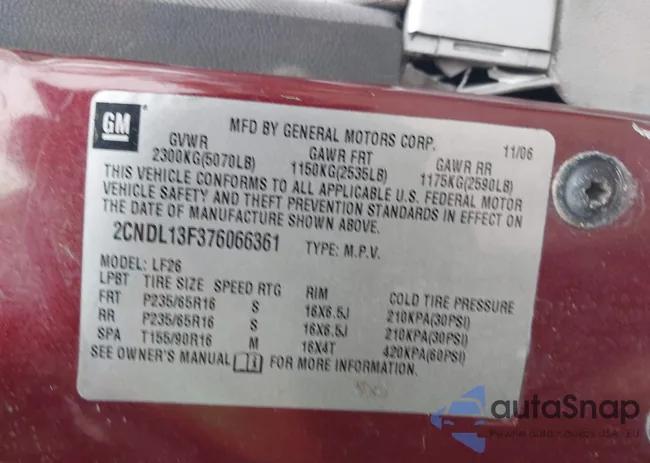 GM
MFD BY GENERAL MOTORS CORP. 11/06
GVWR GAWR FRT GAWR RR
2300KG(5070LB) 1150KG(2535LB) 1175KG(2590LB)
THIS VEHICLE CONFORMS TO ALL APPLICABLE U.S. FEDERAL MOTOR
VEHICLE SAFETY AND THEFT PREVENTION STANDARDS IN EFFECT ON
THE DATE OF MANUFACTURE SHOWN ABOVE.
2CNDL13F376066361 TYPE: M.P.V.
MODEL: LF26
LPBT TIRE SIZE SPEED RTG RIM COLD TIRE PRESSURE
FRT P235/65R16 S 16X6.5J 210KPA(30PSI)
RR P235/65R16 S 16X6.5J 210KPA(30PSI)
SPA T155/90R16 M 16X4T 420KPA(60PSI)
SEE OWNER'S MANUAL FOR MORE INFORMATION.
autoSnap